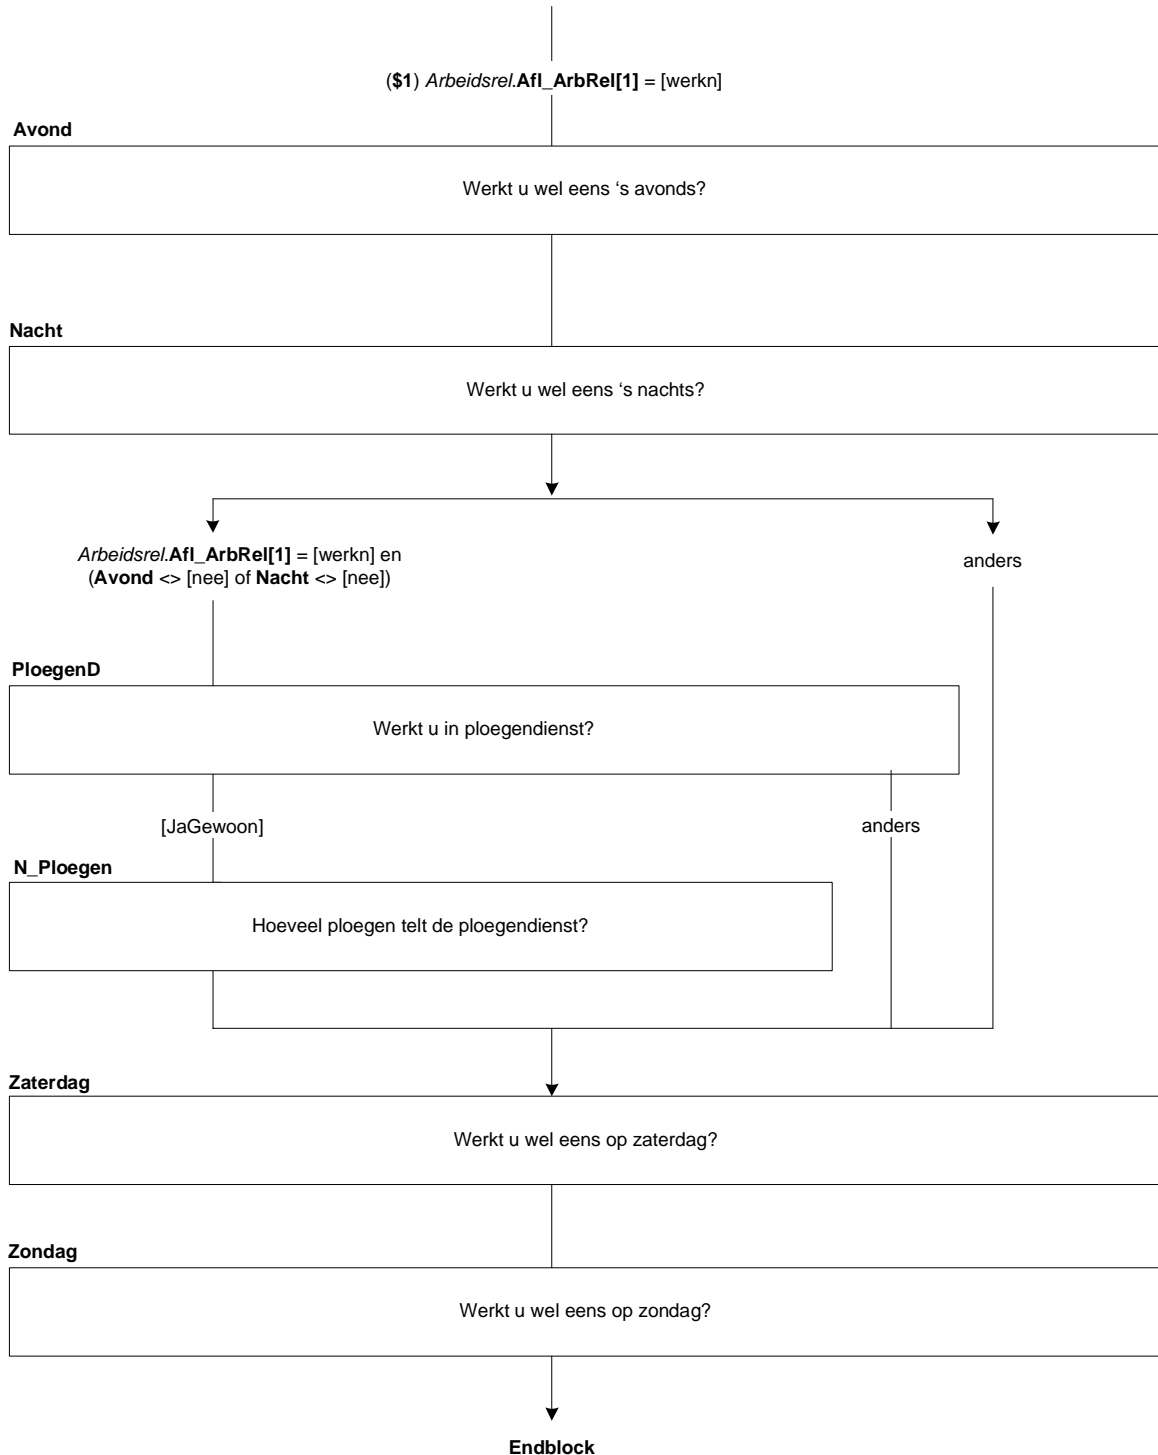 ($1) Arbeidsrel.Afl_ArbRel[1] = [werkn]
Avond
Werkt u wel eens ‘s avonds?
Nacht
Werkt u wel eens ‘s nachts?
Arbeidsrel.Afl_ArbRel[1] = [werkn] en
(Avond <> [nee] of Nacht <> [nee])
anders
PloegenD
Werkt u in ploegendienst?
[JaGewoon]
anders
N_Ploegen
Hoeveel ploegen telt de ploegendienst?
Zaterdag
Werkt u wel eens op zaterdag?
Zondag
Werkt u wel eens op zondag?
Endblock